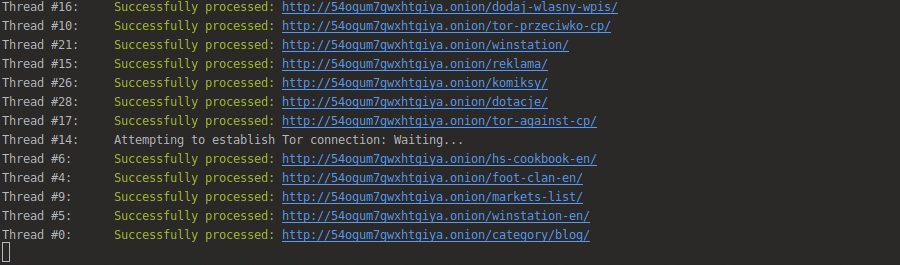 Thread #16: Successfully processed: http://54ogum7gwxhtgiya.onion/dodaj-wlasny-wpis/
Thread #10: Successfully processed: http://54ogum7gwxhtgiya.onion/tor-przeciwko-cp/
Thread #21: Successfully processed: http://54ogum7gwxhtgiya.onion/winstation/
Thread #15: Successfully processed: http://54ogum7gwxhtgiya.onion/reklama/
Thread #26: Successfully processed: http://54ogum7gwxhtgiya.onion/komiksy/
Thread #28: Successfully processed: http://54ogum7gwxhtgiya.onion/dotacje/
Thread #17: Successfully processed: http://54ogum7gwxhtgiya.onion/tor-against-cp/
Thread #14: Attempting to establish Tor connection: Waiting...
Thread #6: Successfully processed: http://54ogum7gwxhtgiya.onion/hs-cookbook-en/
Thread #4: Successfully processed: http://54ogum7gwxhtgiya.onion/foot-clan-en/
Thread #9: Successfully processed: http://54ogum7gwxhtgiya.onion/markets-list/
Thread #5: Successfully processed: http://54ogum7gwxhtgiya.onion/winstation-en/
Thread #0: Successfully processed: http://54ogum7gwxhtgiya.onion/category/blog/